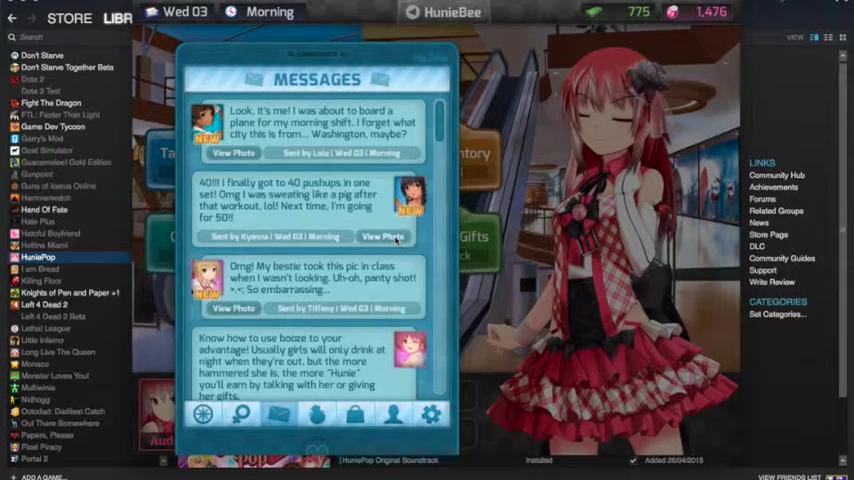 STORE LIBR
Wed 03 Morning HunieBee 775 1,476
Search
VIEW
Don't Starve
Don't Starve Together Beta
Dota 2
Dota 2 Test
Fight The Dragon
FTL: Faster Than Light
Game Dev Tycoon
Garry's Mod
Goat Simulator
Guacamelee! Gold Edition
Gunpoint
Guns of Icarus Online
Hammerwatch
Hand Of Fate
Hate Plus
Hatoful Boyfriend
Hotline Miami
HuniePop
I am Bread
Killing Floor
Knights of Pen and Paper +1
Left 4 Dead 2
Left 4 Dead 2 Beta
Lethal League
Little Inferno
Long Live The Queen
Monaco
Monster Loves You!
Multiwinia
Nidhogg
Octodad: Dadliest Catch
Out There Somewhere
Papers, Please
Pixel Piracy
Portal 2
ADD A GAME...
MESSAGES
Look, it's me! I was about to board a
plane for my morning shift. I forget what
city this is from... Washington, maybe?
NEW
View Photo Sent by Lola | Wed 03 | Morning
40!!! I finally got to 40 pushups in one
set! Omg I was sweating like a pig after
that workout, lol! Next time, I'm going
for 50!!
NEW
Sent by Kyanna | Wed 03 | Morning View Photo
Omg! My bestie took this pic in class
when I wasn't looking. Uh-oh, panty shot!
>.<; So embarrassing...
NEW
View Photo Sent by Tiffany | Wed 03 | Morning
Know how to use booze to your
advantage! Usually girls will only drink at
night when they're out, but the more
hammered she is, the more "Hunie"
you'll earn by talking with her or giving
her gifts.
Ta
ventory
Gifts
Aud
HuniePop Original Soundtrack Installed Added 26/04/2015
LINKS
Community Hub
Achievements
Forums
Related Groups
News
Store Page
DLC
Community Guides
Support
Write Review
CATEGORIES
Set Categories...
VIEW FRIENDS LIST